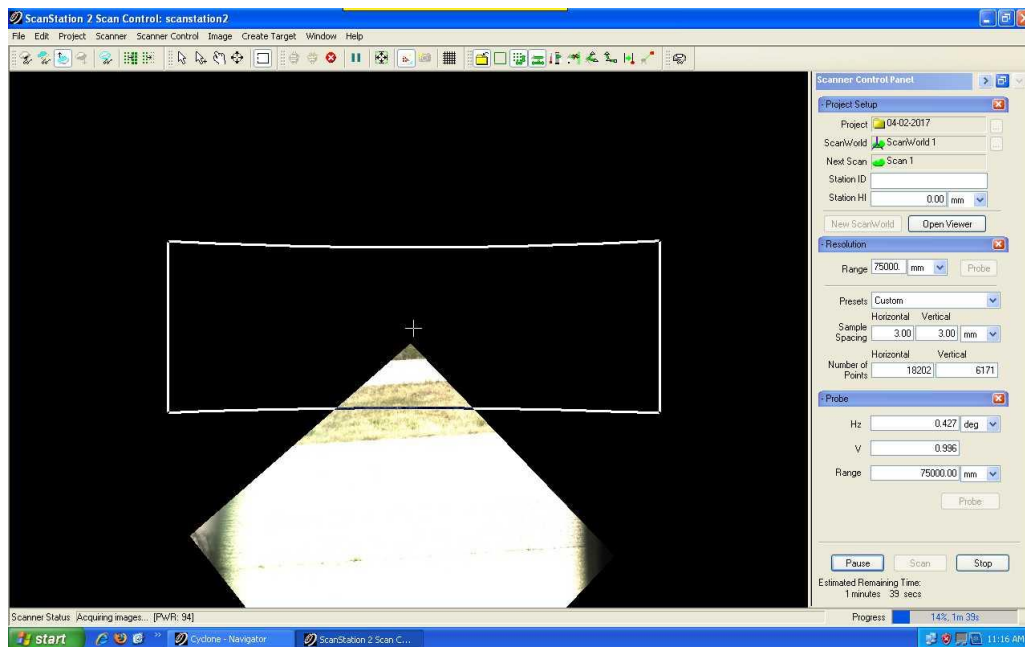 ScanStation 2 Scan Control: scanstation2
File Edit Project Scanner Scanner Control Image Create Target Window Help
Scanner Control Panel
- Project Setup
Project 04-02-2017 ...
ScanWorld ScanWorld 1 ...
Next Scan Scan 1
Station ID
Station HI 0.00 mm
New ScanWorld Open Viewer
- Resolution
Range 75000. mm Probe
Presets Custom
Horizontal Vertical
Sample Spacing 3.00 3.00 mm
Horizontal Vertical
Number of Points 18202 6171
- Probe
Hz 0.427 deg
V 0.996
Range 75000.00 mm
Probe
Pause Scan Stop
Estimated Remaining Time:
1 minutes 39 secs
Scanner Status Acquiring images... [PWR: 94] Progress 14%, 1m 39s
start Cyclone - Navigator ScanStation 2 Scan C... 11:16 AM